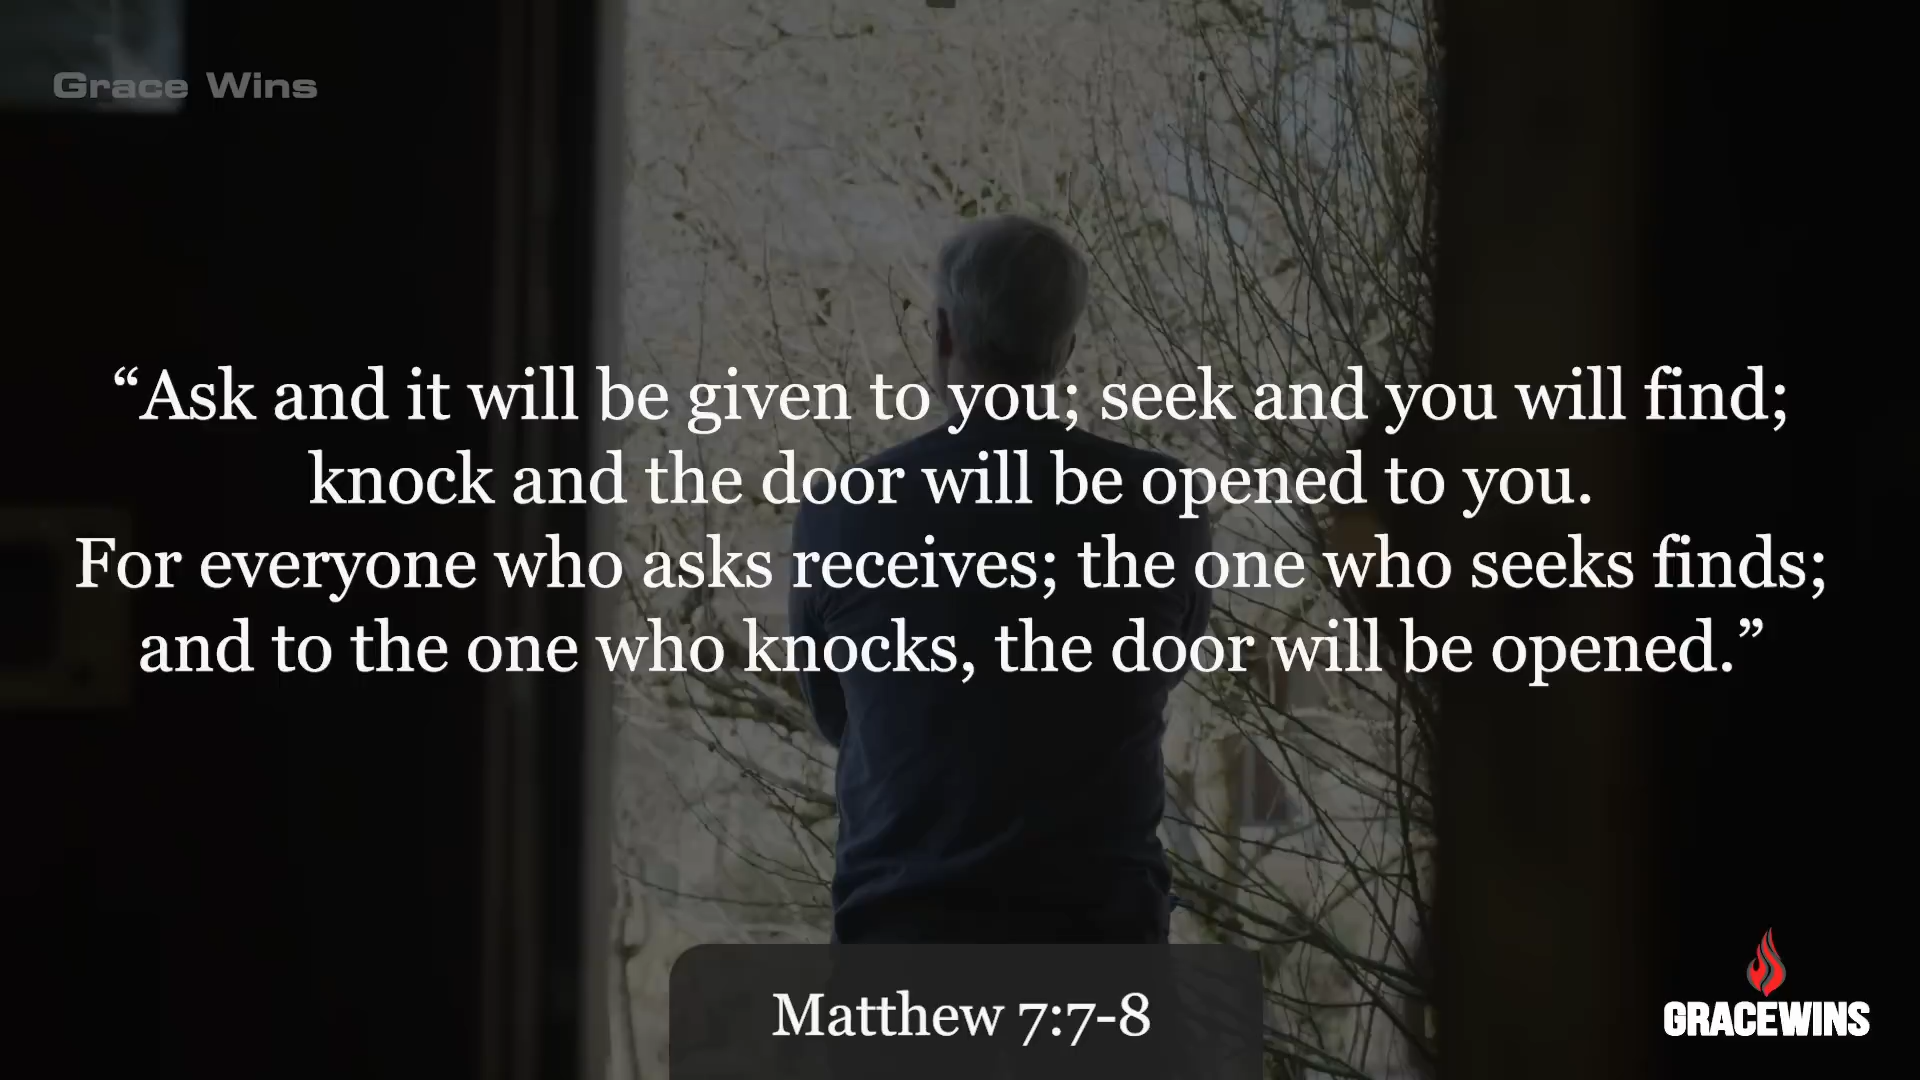 Grace Wins
“Ask and it will be given to you; seek and you will find;
knock and the door will be opened to you.
For everyone who asks receives; the one who seeks finds;
and to the one who knocks, the door will be opened.”
Matthew 7:7-8
GRACEWINS